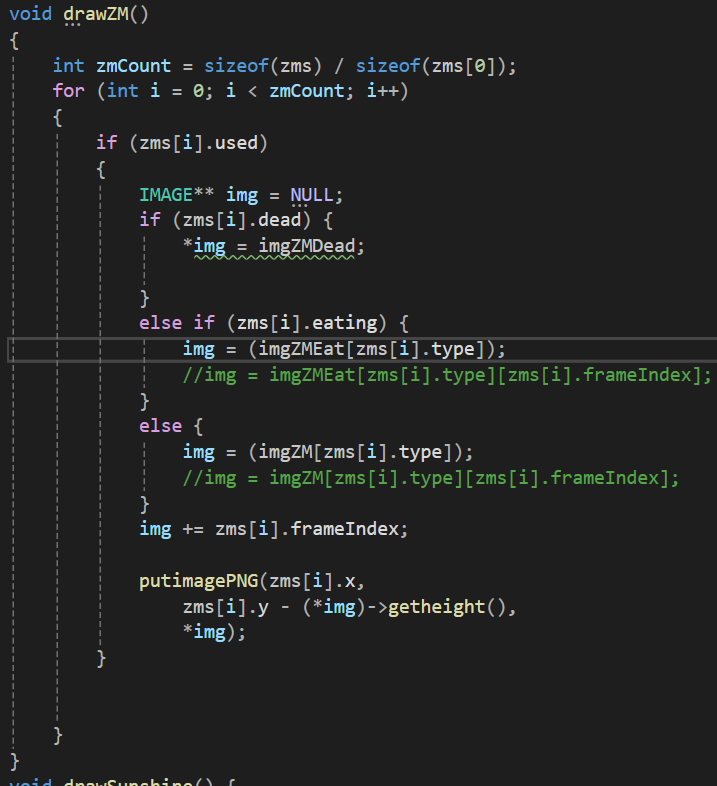 void drawZM()
{
    int zmCount = sizeof(zms) / sizeof(zms[0]);
    for (int i = 0; i < zmCount; i++)
    {
        if (zms[i].used)
        {
            IMAGE** img = NULL;
            if (zms[i].dead) {
                *img = imgZMDead;
            }
            else if (zms[i].eating) {
                img = (imgZMEat[zms[i].type]);
                //img = imgZMEat[zms[i].type][zms[i].frameIndex];
            }
            else {
                img = (imgZM[zms[i].type]);
                //img = imgZM[zms[i].type][zms[i].frameIndex];
            }
            img += zms[i].frameIndex;
            putimagePNG(zms[i].x,
                zms[i].y - (*img)->getheight(),
                *img);
        }
    }
}
void drawSunshine() {